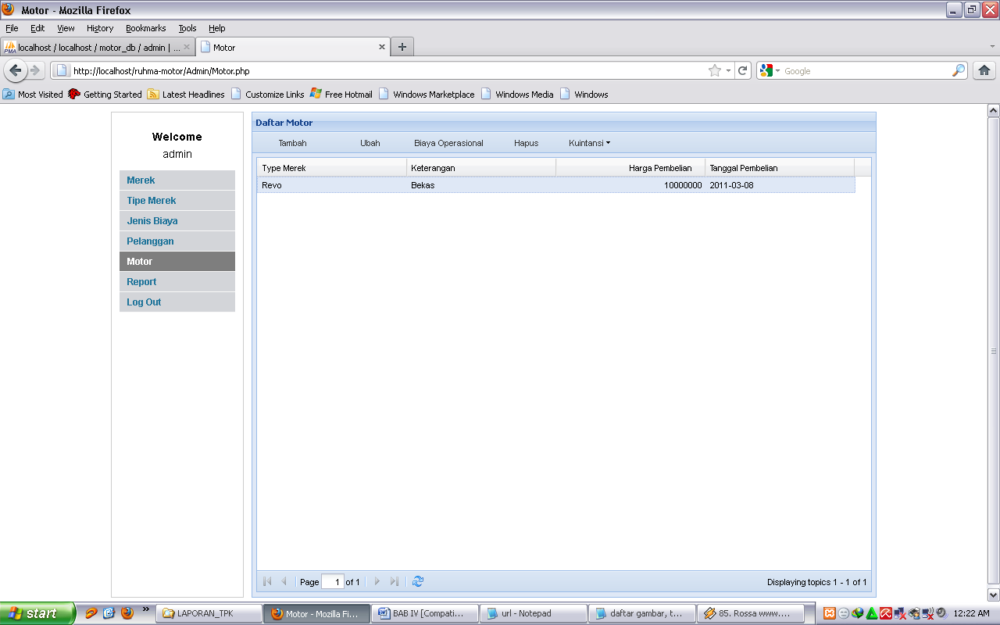 Motor - Mozilla Firefox
File Edit View History Bookmarks Tools Help
PMA localhost / localhost / motor_db / admin | ... Motor
http://localhost/ruhma-motor/Admin/Motor.php Google
Most Visited Getting Started Latest Headlines Customize Links Free Hotmail Windows Marketplace Windows Media Windows
Welcome
admin
Merek
Tipe Merek
Jenis Biaya
Pelanggan
Motor
Report
Log Out
Daftar Motor
Tambah Ubah Biaya Operasional Hapus Kuintansi
Type Merek Keterangan Harga Pembelian Tanggal Pembelian
Revo Bekas 10000000 2011-03-08
Page 1 of 1 Displaying topics 1 - 1 of 1
start » LAPORAN_TPK Motor - Mozilla Fi... BAB IV [Compati... url - Notepad daftar gambar, t... 85. Rossa www.... 12:22 AM